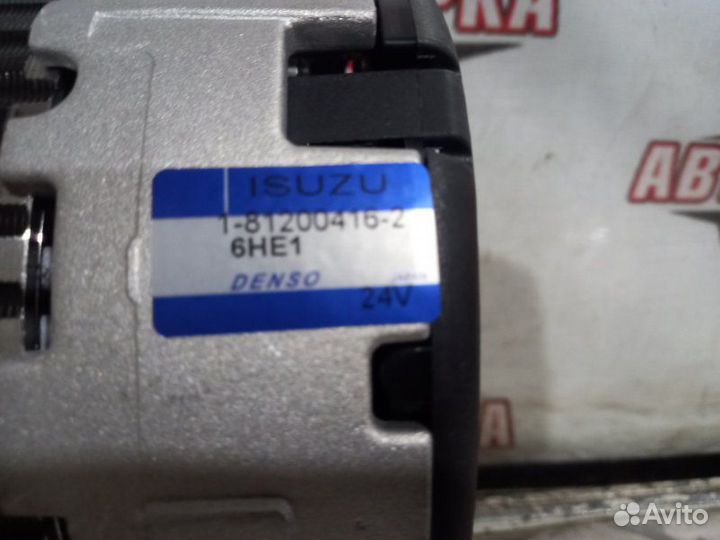 РКА
ISUZU
1-81200416-2
6HE1
DENSO
JAPAN
24V
АВ
КА
Avito